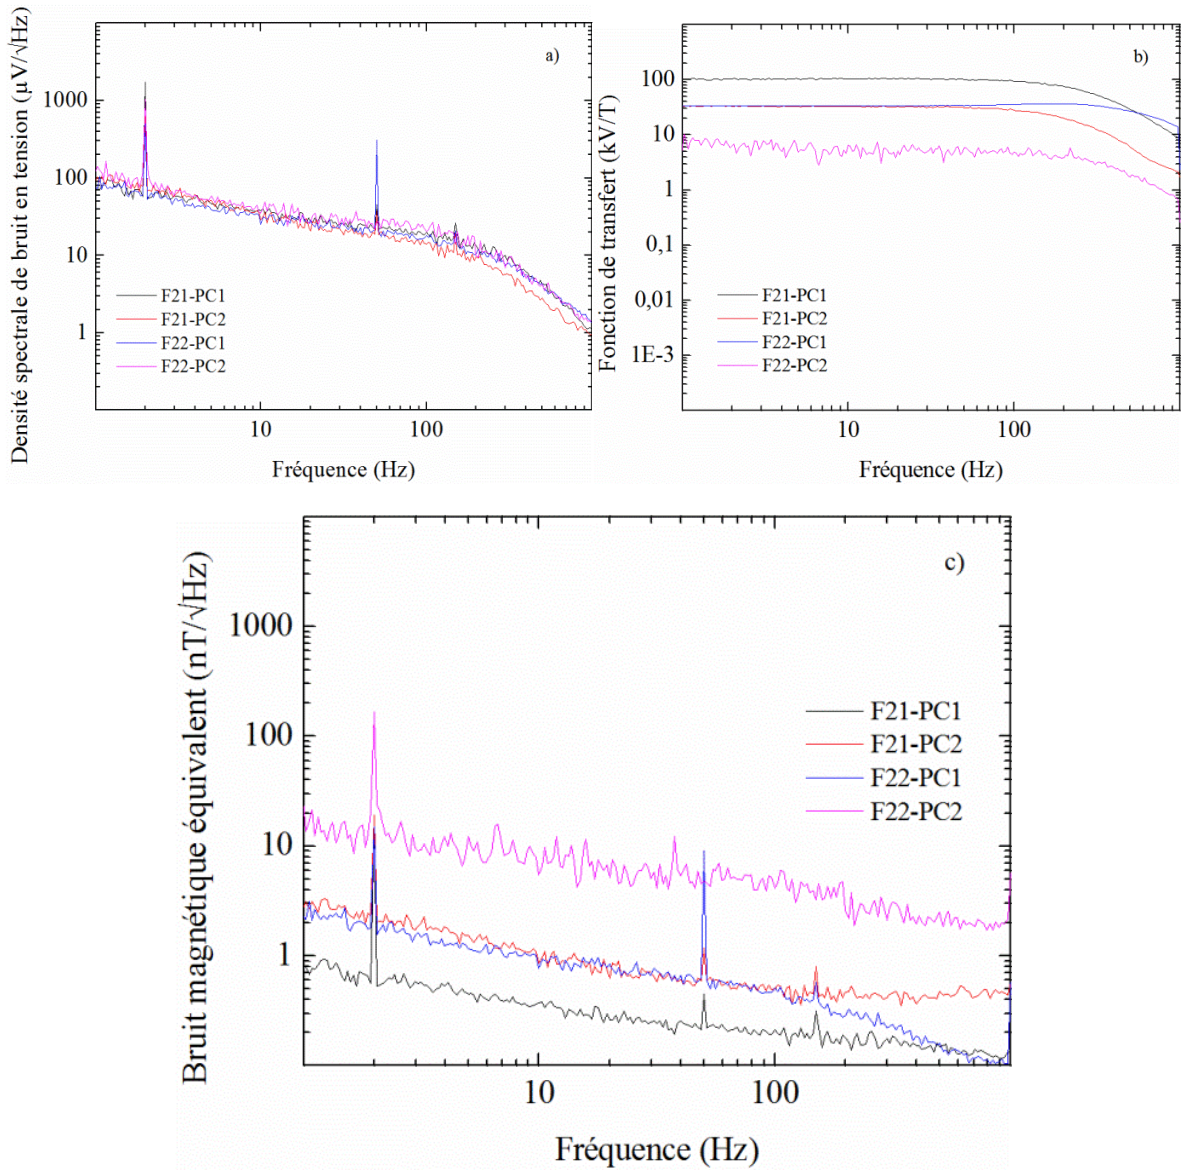 Densité spectrale de bruit en tension (µV/√Hz)
a)
1000
100
10
1
F21-PC1
F21-PC2
F22-PC1
F22-PC2
10
100
Fréquence (Hz)
Fonction de transfert (kV/T)
b)
100
10
1
0,1
0,01
1E-3
F21-PC1
F21-PC2
F22-PC1
F22-PC2
10
100
Fréquence (Hz)
Bruit magnétique équivalent (nT/√Hz)
c)
1000
100
10
1
F21-PC1
F21-PC2
F22-PC1
F22-PC2
10
100
Fréquence (Hz)